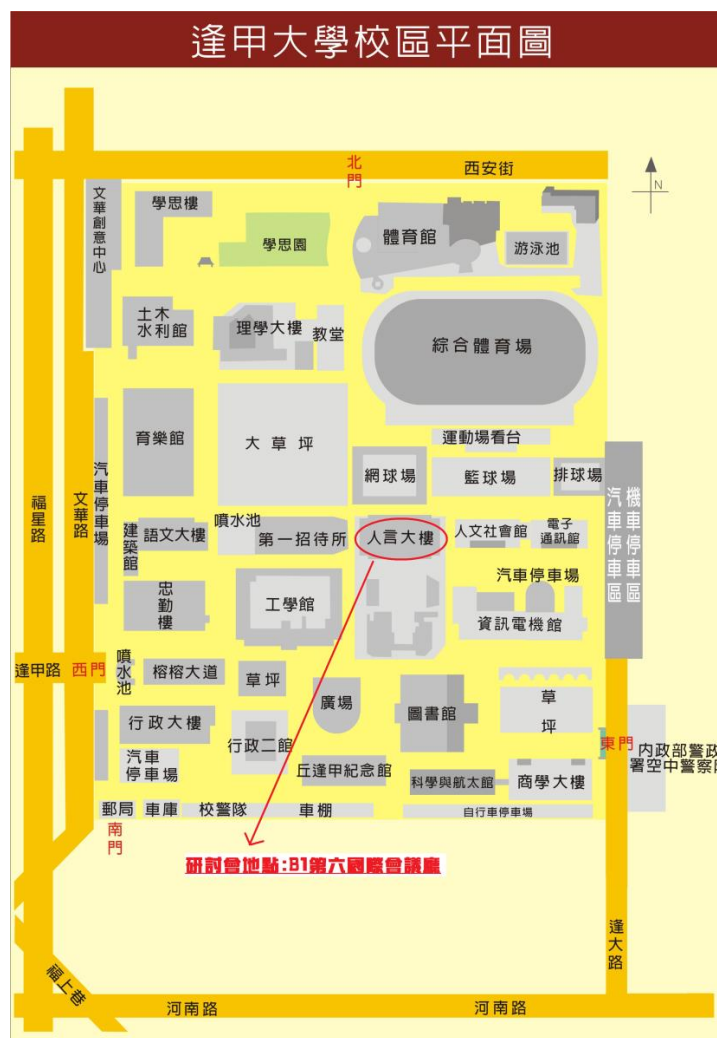 逢甲大學校區平面圖
北門
西安街
N
文華創意中心
學思樓
學思園
體育館
游泳池
土木
水利館
理學大樓
教堂
綜合體育場
育樂館
大草坪
運動場看台
網球場
籃球場
排球場
福星路
文華路
汽車停車場
機車停車區
汽車停車區
建築館
語文大樓
噴水池
第一招待所
人言大樓
人文社會館
電子
通訊館
忠勤樓
工學館
汽車停車場
資訊電機館
逢甲路
西門
噴水池
榕榕大道
草坪
廣場
圖書館
草坪
行政大樓
行政二館
東門
內政部警政
署空中警察隊
汽車
停車場
丘逢甲紀念館
科學與航太館
商學大樓
郵局
車庫
校警隊
車棚
自行車停車場
南門
研討會地點:B1第六國際會議廳
逢大路
福上巷
河南路
河南路